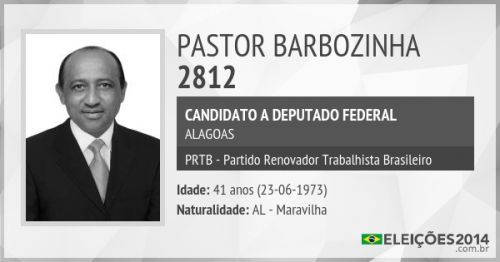 PASTOR BARBOZINHA
2812
CANDIDATO A DEPUTADO FEDERAL
ALAGOAS
PRTB - Partido Renovador Trabalhista Brasileiro
Idade: 41 anos (23-06-1973)
Naturalidade: AL - Maravilha
ELEIÇÕES2014
.com.br